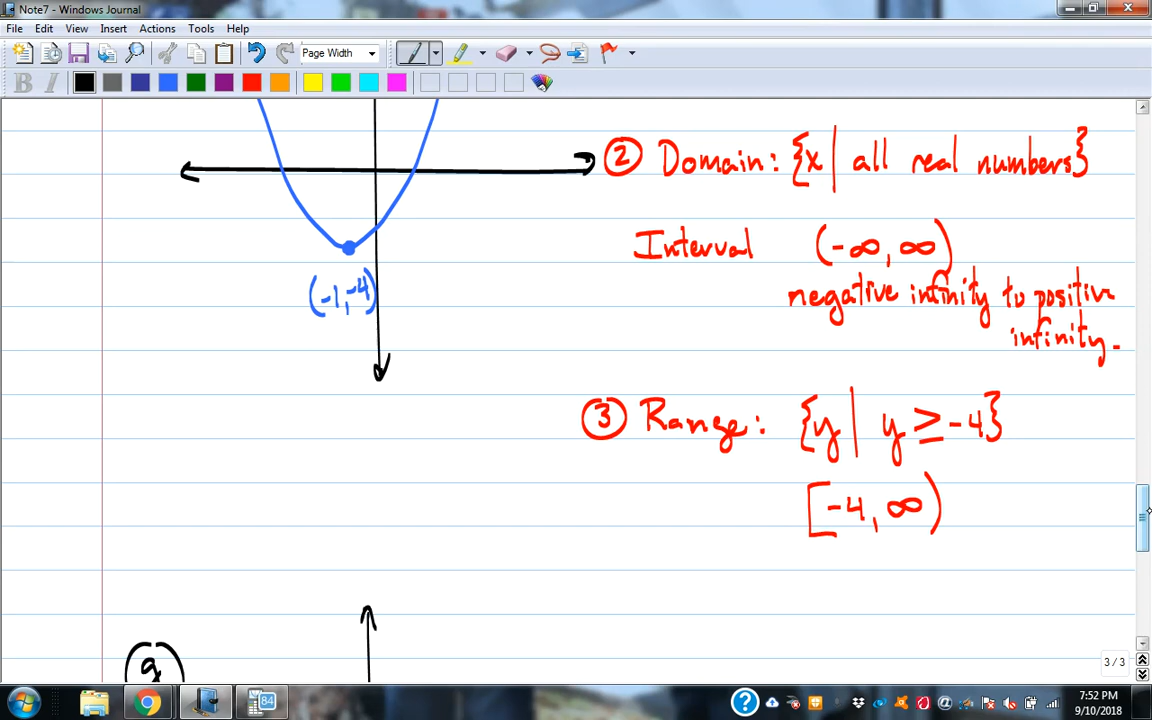 Note7 - Windows Journal
File Edit View Insert Actions Tools Help
Page Width
B I
② Domain: {x| all real numbers}
Interval (-∞, ∞)
negative infinity to positive
infinity.
(-1,-4)
③ Range: {y| y ≥ -4}
[-4, ∞)
9
3 / 3
84
7:52 PM
9/10/2018